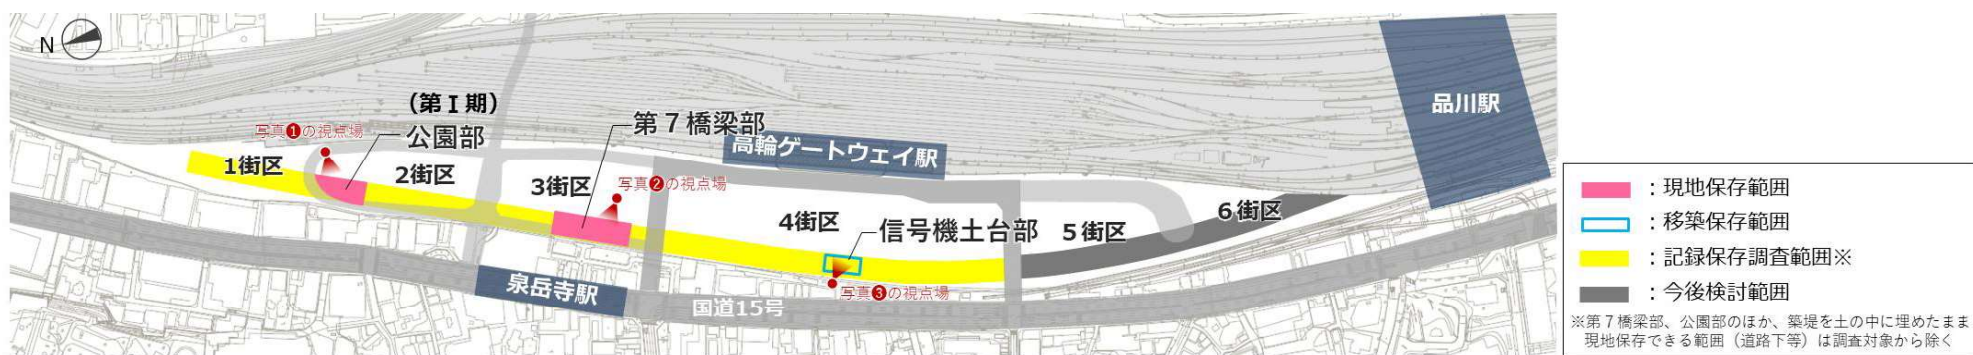 N
(第Ⅰ期)
公園部
写真❶の視点場
第7橋梁部
高輪ゲートウェイ駅
品川駅
1街区
2街区
3街区
写真❷の視点場
4街区
信号機土台部
5街区
6街区
泉岳寺駅
国道15号
写真❸の視点場
:現地保存範囲
:移築保存範囲
:記録保存調査範囲※
:今後検討範囲
※第7橋梁部、公園部のほか、築堤を土の中に埋めたまま
現地保存できる範囲(道路下等)は調査対象から除く